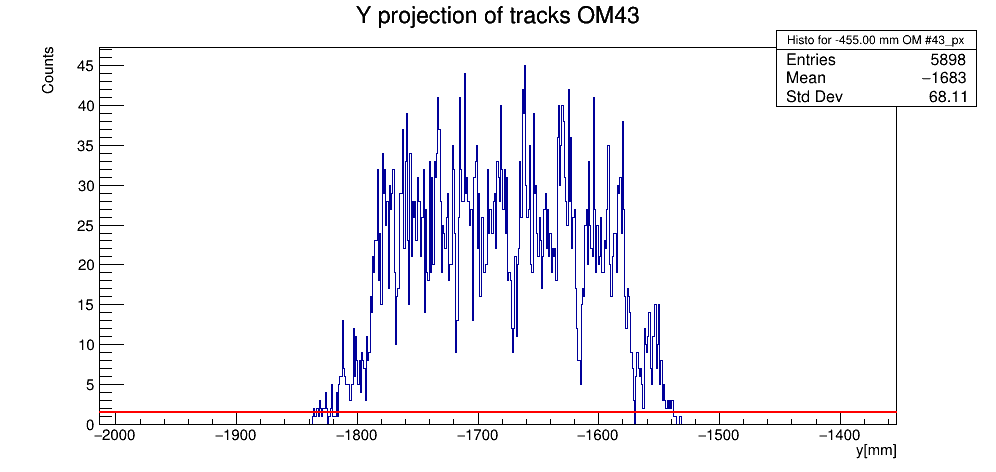 Y projection of tracks OM43
Histo for -455.00 mm OM #43_px
Entries 5898
Mean −1683
Std Dev 68.11
Counts
45
40
35
30
25
20
15
10
5
0
−2000 −1900 −1800 −1700 −1600 −1500 −1400
y[mm]